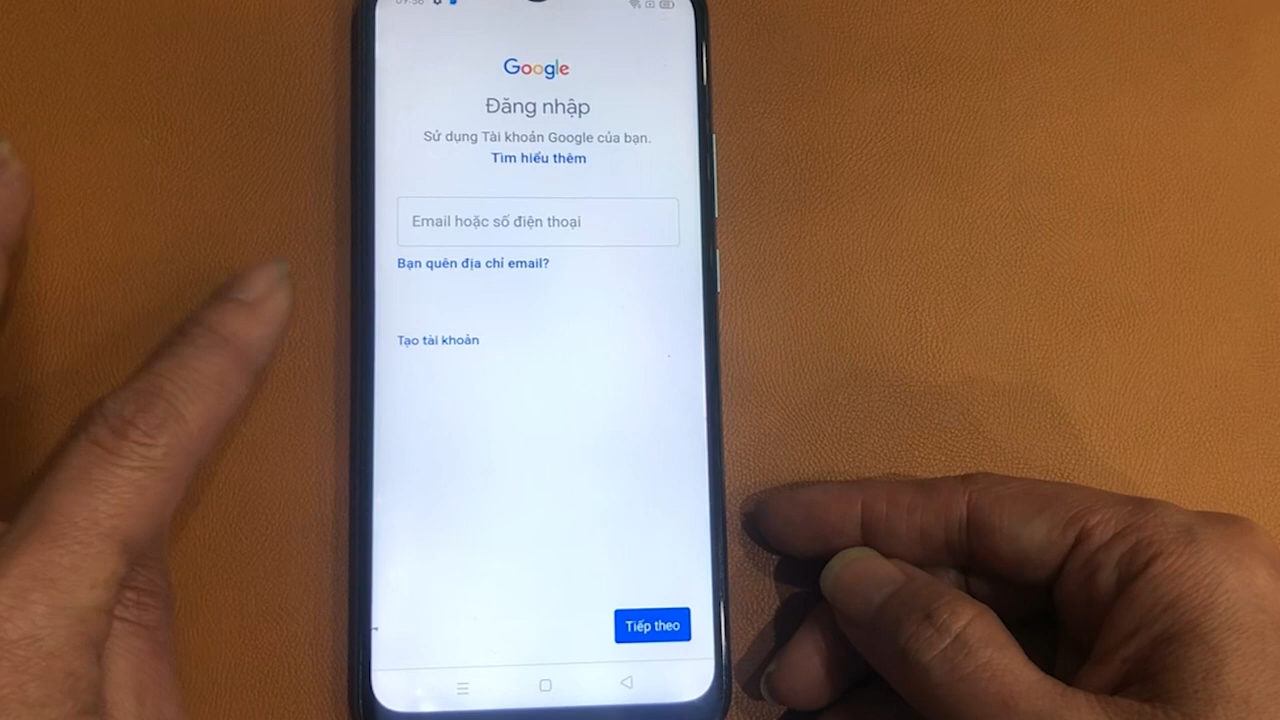 Google
Đăng nhập
Sử dụng Tài khoản Google của bạn.
Tìm hiểu thêm
Email hoặc số điện thoại
Bạn quên địa chỉ email?
Tạo tài khoản
Tiếp theo